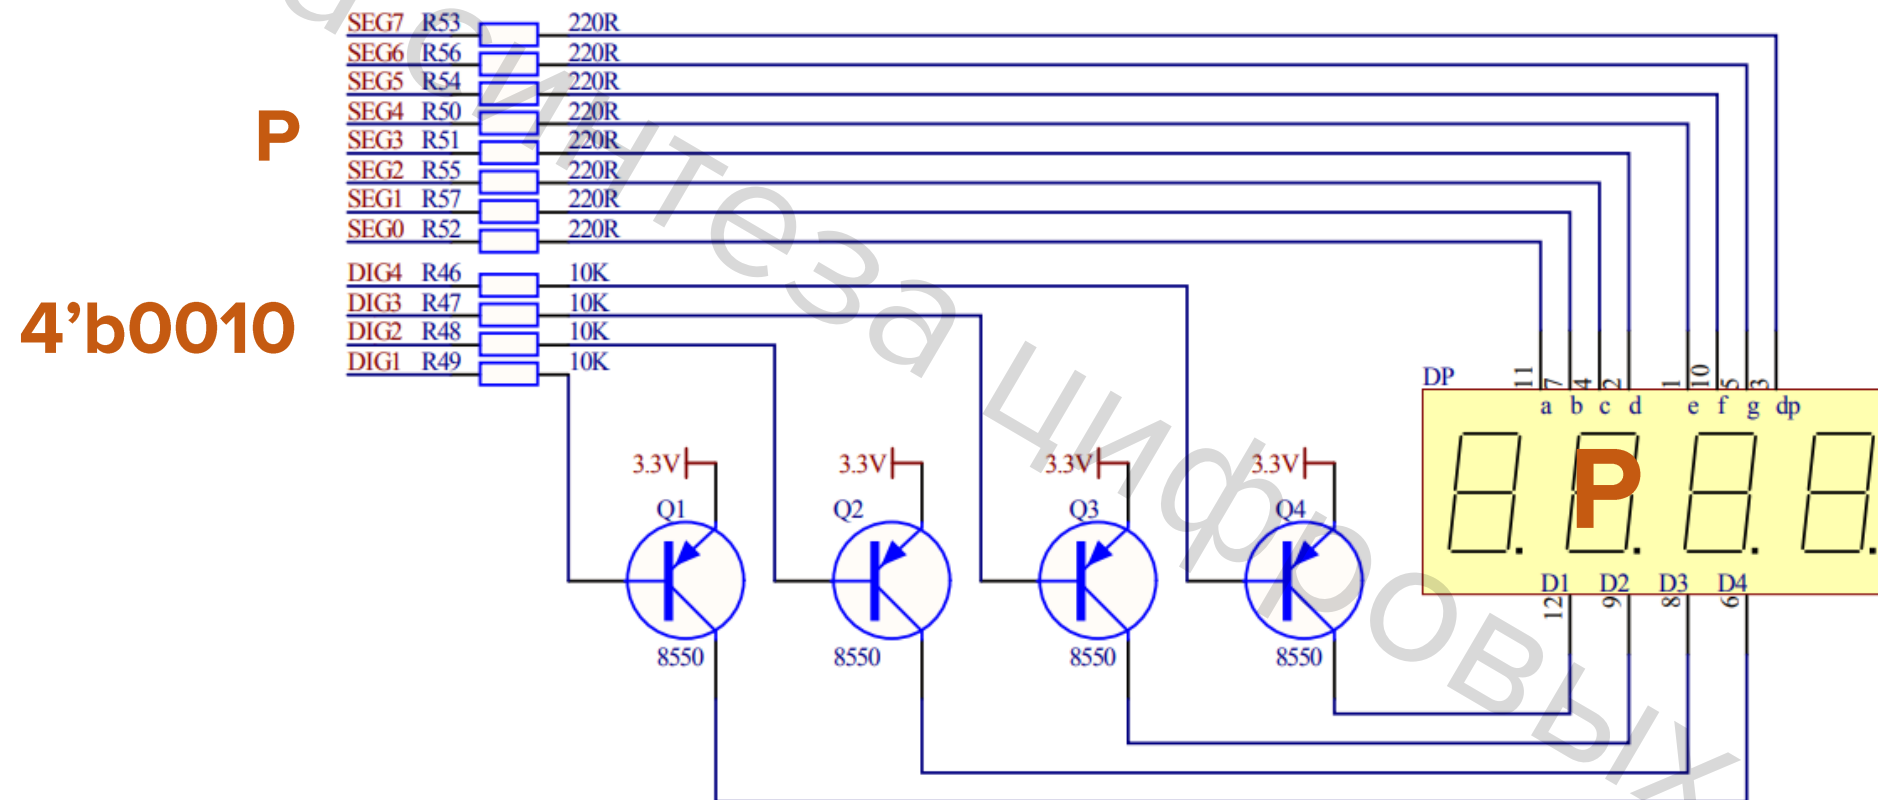 SEG7 R53 220R
SEG6 R56 220R
SEG5 R54 220R
SEG4 R50 220R
P
SEG3 R51 220R
SEG2 R55 220R
SEG1 R57 220R
SEG0 R52 220R
DIG4 R46 10K
DIG3 R47 10K
4'b0010
DIG2 R48 10K
DIG1 R49 10K
DP
11 7 4 2 1 10 5 3
a b c d e f g dp
3.3V 3.3V 3.3V 3.3V
P
Q1 Q2 Q3 Q4
D1 D2 D3 D4
12 9 8 6
8550 8550 8550 8550
синтеза цифровых